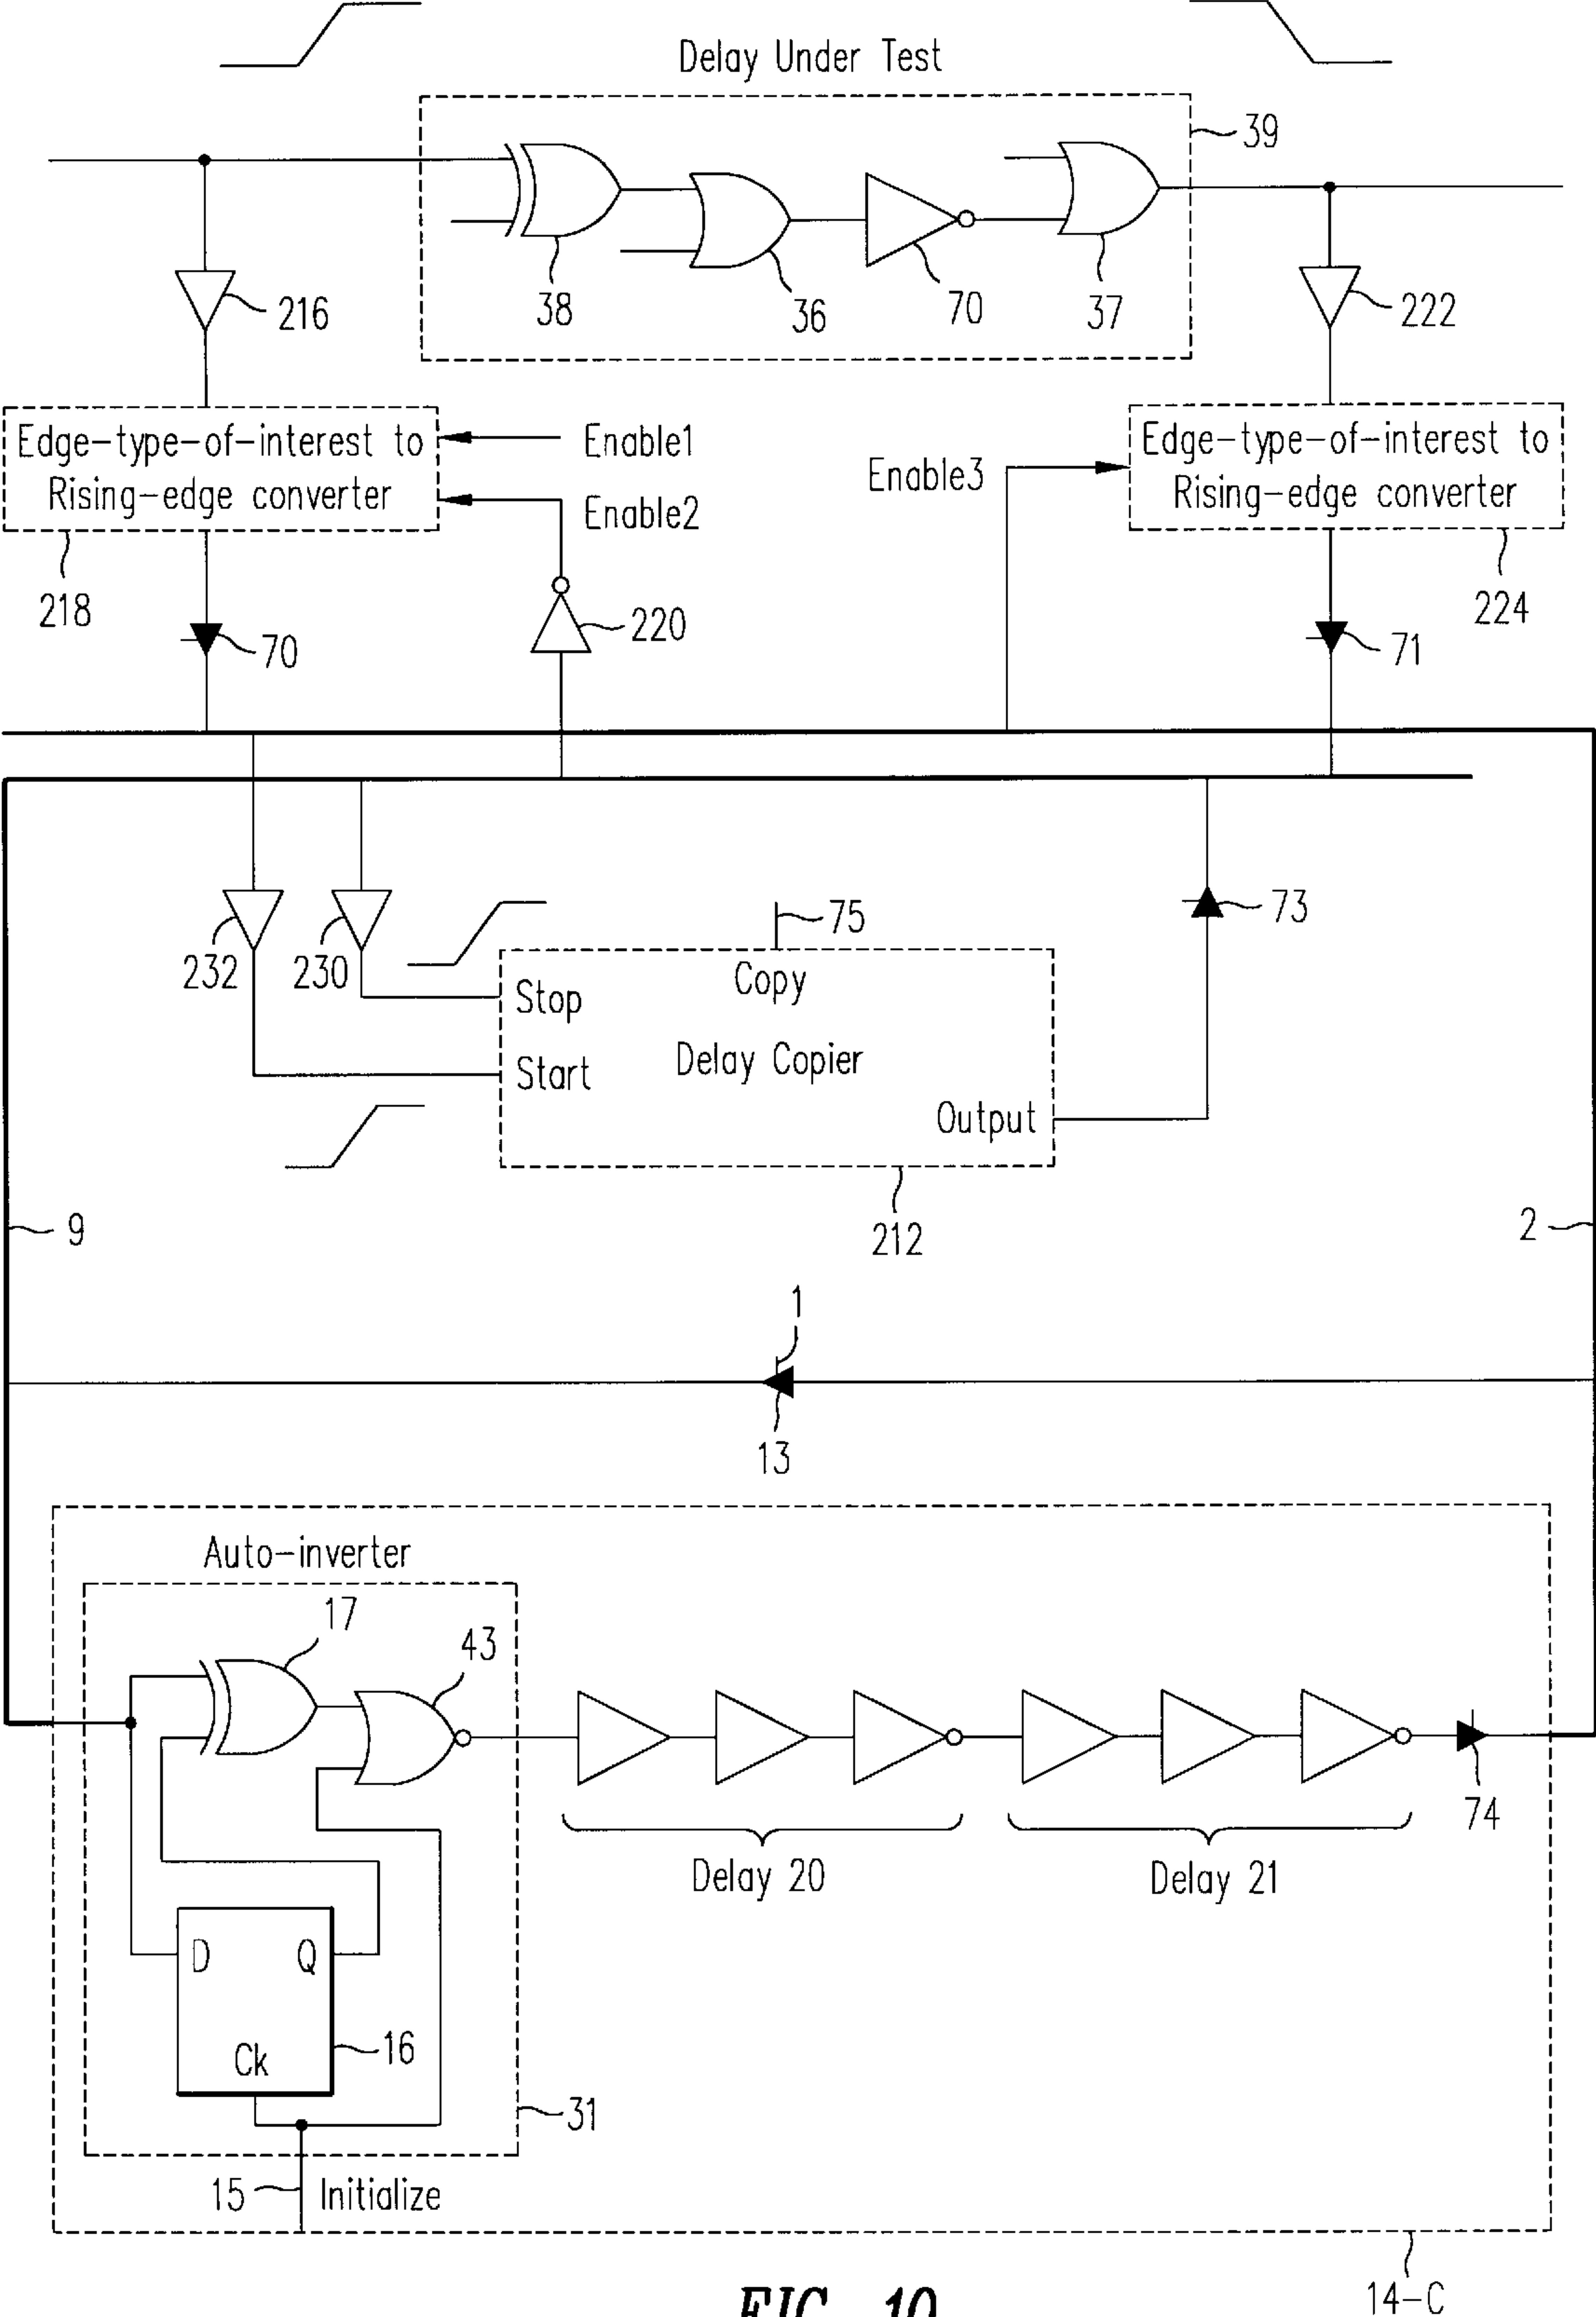 Delay Under Test
39
38
36
70
37
216
222
Edge-type-of-interest to
Rising-edge converter
Enable1
Enable2
Enable3
Edge-type-of-interest to
Rising-edge converter
218
70
220
224
71
232
230
75
73
Stop
Copy
Start
Delay Copier
Output
212
9
2
1
13
Auto-inverter
17
43
74
Delay 20
Delay 21
D
Q
Ck
16
31
15
Initialize
14-C
FIG. 10